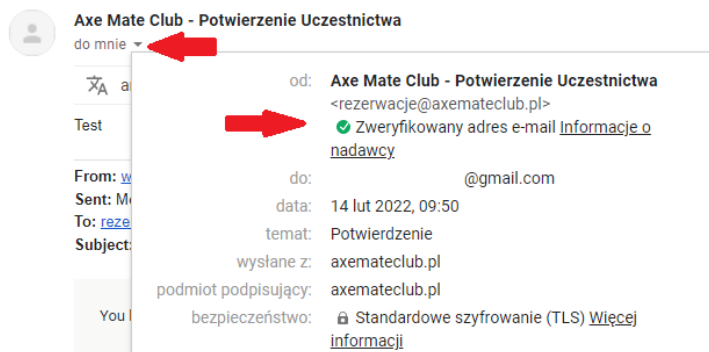 Axe Mate Club - Potwierzenie Uczestnictwa
do mnie
od: Axe Mate Club - Potwierzenie Uczestnictwa
<rezerwacje@axemateclub.pl>
Zweryfikowany adres e-mail Informacje o
nadawcy
do: @gmail.com
data: 14 lut 2022, 09:50
temat: Potwierdzenie
wysłane z: axemateclub.pl
podmiot podpisujący: axemateclub.pl
bezpieczeństwo: Standardowe szyfrowanie (TLS) Więcej
informacji
Test
From:
Sent:
To:
Subject:
You